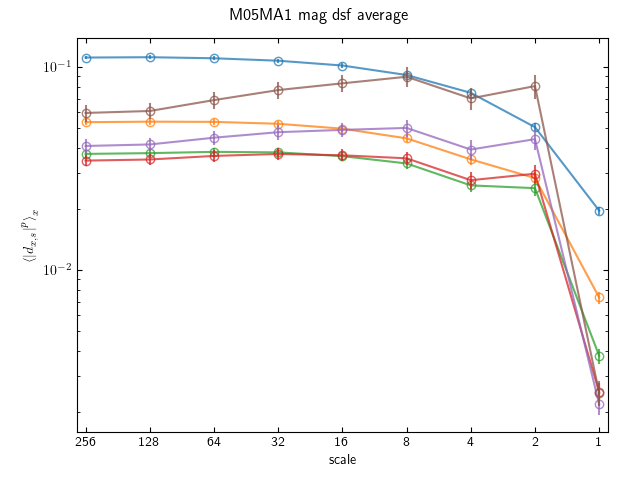 M05MA1 mag dsf average
10⁻¹
⟨|d_{x,s}|^p⟩_x
10⁻²
256 128 64 32 16 8 4 2 1
scale